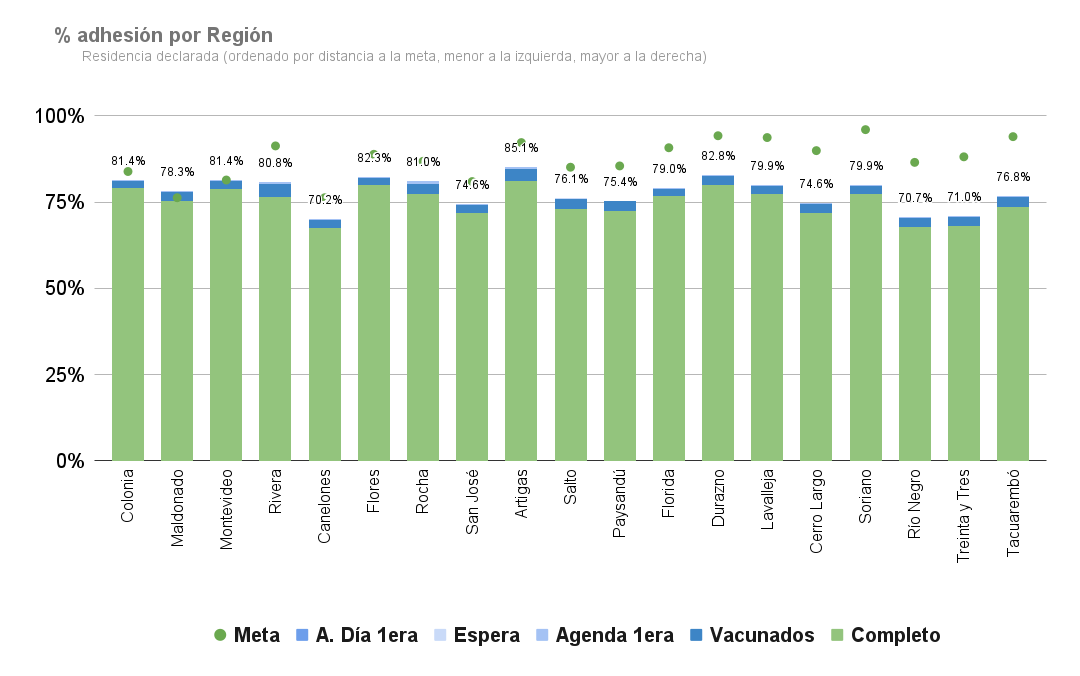 % adhesión por Región
Residencia declarada (ordenado por distancia a la meta, menor a la izquierda, mayor a la derecha)
100%
75%
50%
25%
0%
81.4%
78.3%
81.4%
80.8%
70.2%
82.3%
81.0%
74.6%
85.1%
76.1%
75.4%
79.0%
82.8%
79.9%
74.6%
79.9%
70.7%
71.0%
76.8%
Colonia
Maldonado
Montevideo
Rivera
Canelones
Flores
Rocha
San José
Artigas
Salto
Paysandú
Florida
Durazno
Lavalleja
Cerro Largo
Soriano
Río Negro
Treinta y Tres
Tacuarembó
Meta A. Día 1era Espera Agenda 1era Vacunados Completo